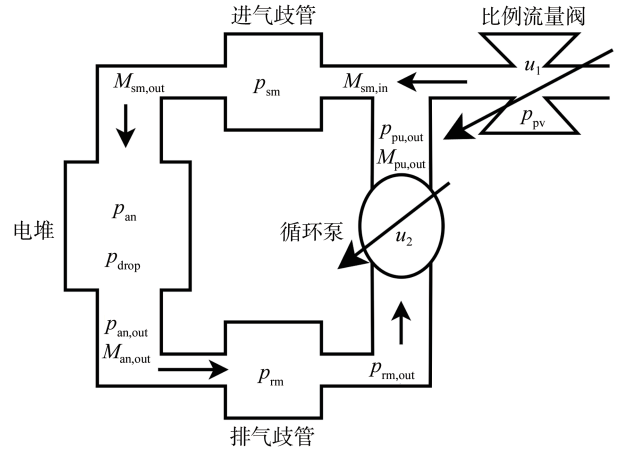 进气歧管
比例流量阀
M_sm,out
p_sm
M_sm,in
u_1
p_pv
p_pu,out
M_pu,out
电堆
p_an
p_drop
循环泵
u_2
p_an,out
M_an,out
p_rm
p_rm,out
排气歧管